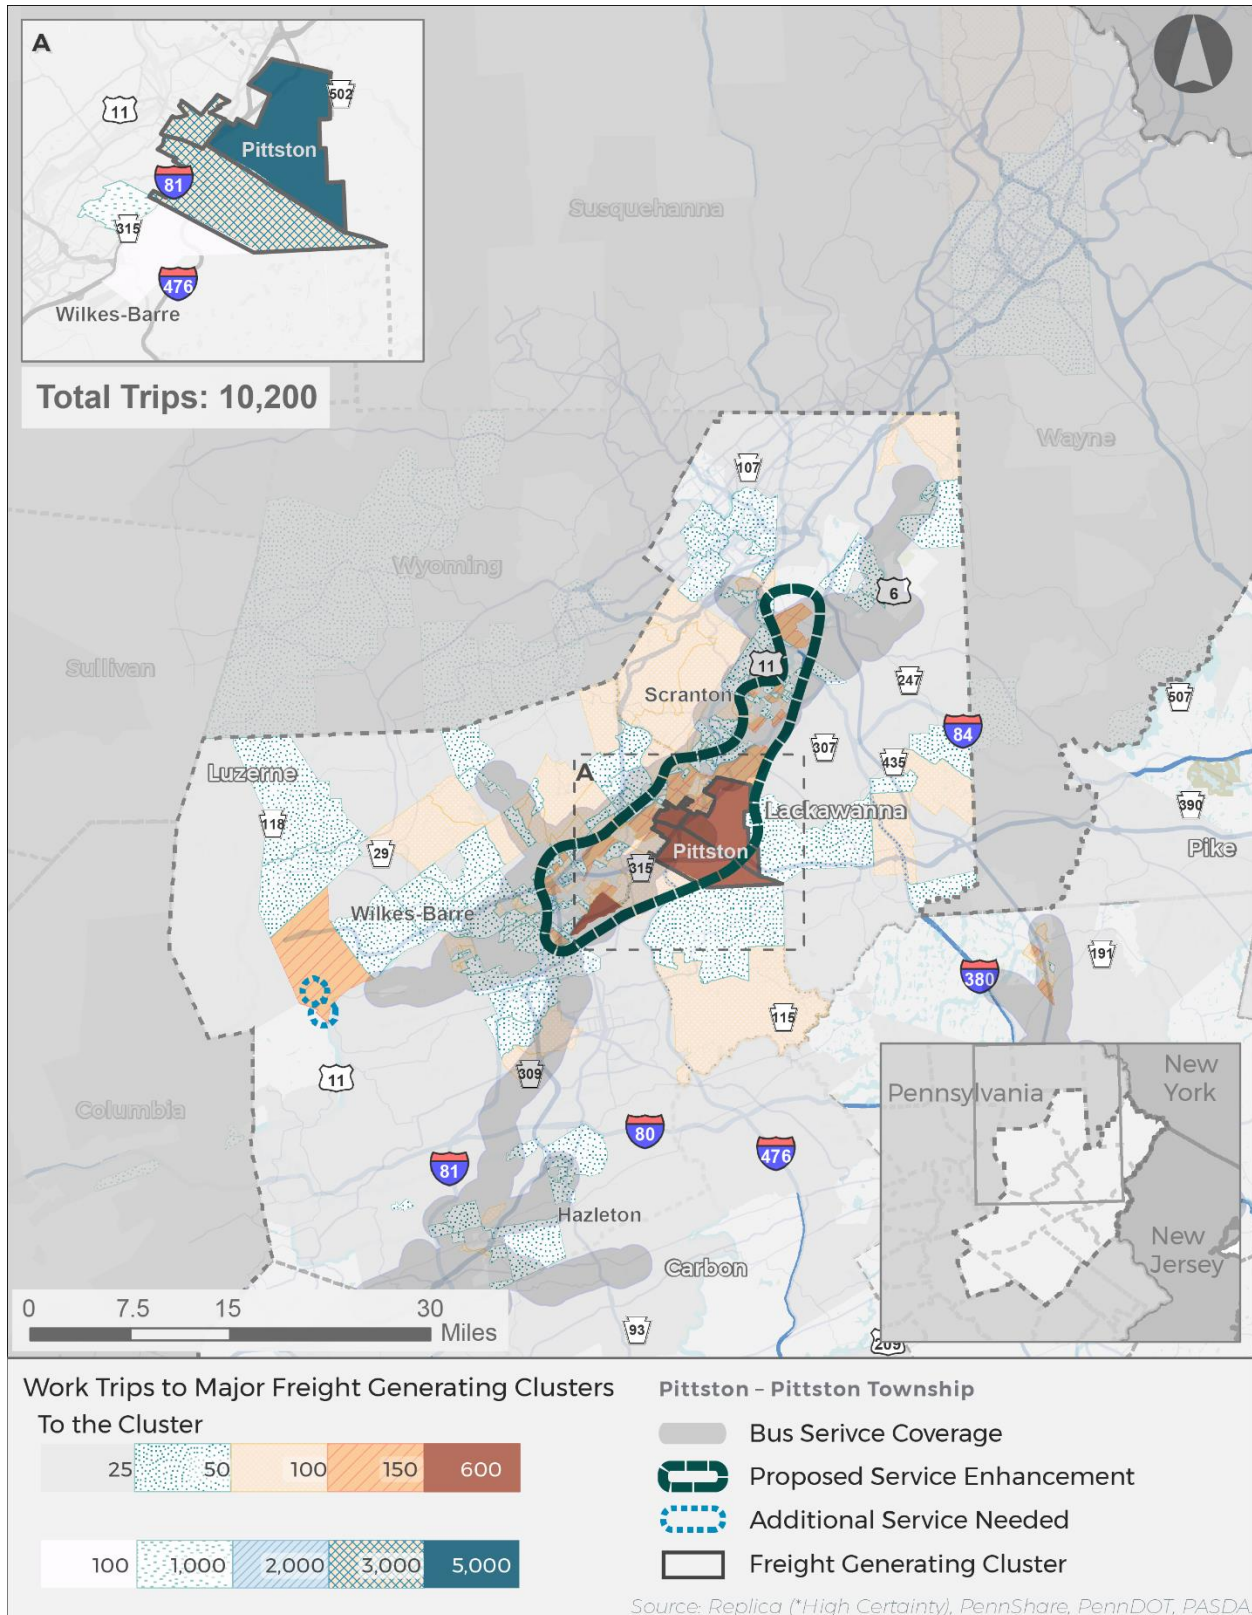 A
502
11
Pittston
81
315
476
Wilkes-Barre
Total Trips: 10,200
Susquehanna
Wayne
107
Wyoming
6
Sullivan
11
247
507
Scranton
84
307
435
A
Luzerne
390
118
Lackawanna
29
Pittston
Pike
315
Wilkes-Barre
191
380
115
11
309
Columbia
80
476
81
Hazleton
Carbon
93
209
New
York
Pennsylvania
New
Jersey
0 7.5 15 30
Miles
Work Trips to Major Freight Generating Clusters
To the Cluster
25 50 100 150 600
100 1,000 2,000 3,000 5,000
Pittston – Pittston Township
Bus Serivce Coverage
Proposed Service Enhancement
Additional Service Needed
Freight Generating Cluster
Source: Replica (*High Certainty), PennShare, PennDOT, PASDA